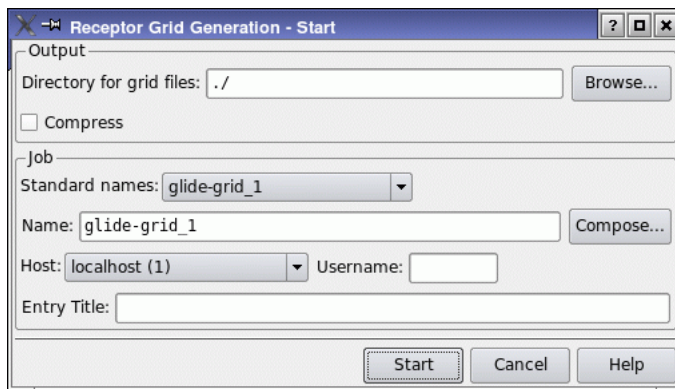 Receptor Grid Generation - Start
?
Output
Directory for grid files: ./ Browse...
Compress
Job
Standard names: glide-grid_1
Name: glide-grid_1 Compose...
Host: localhost (1) Username:
Entry Title:
Start Cancel Help